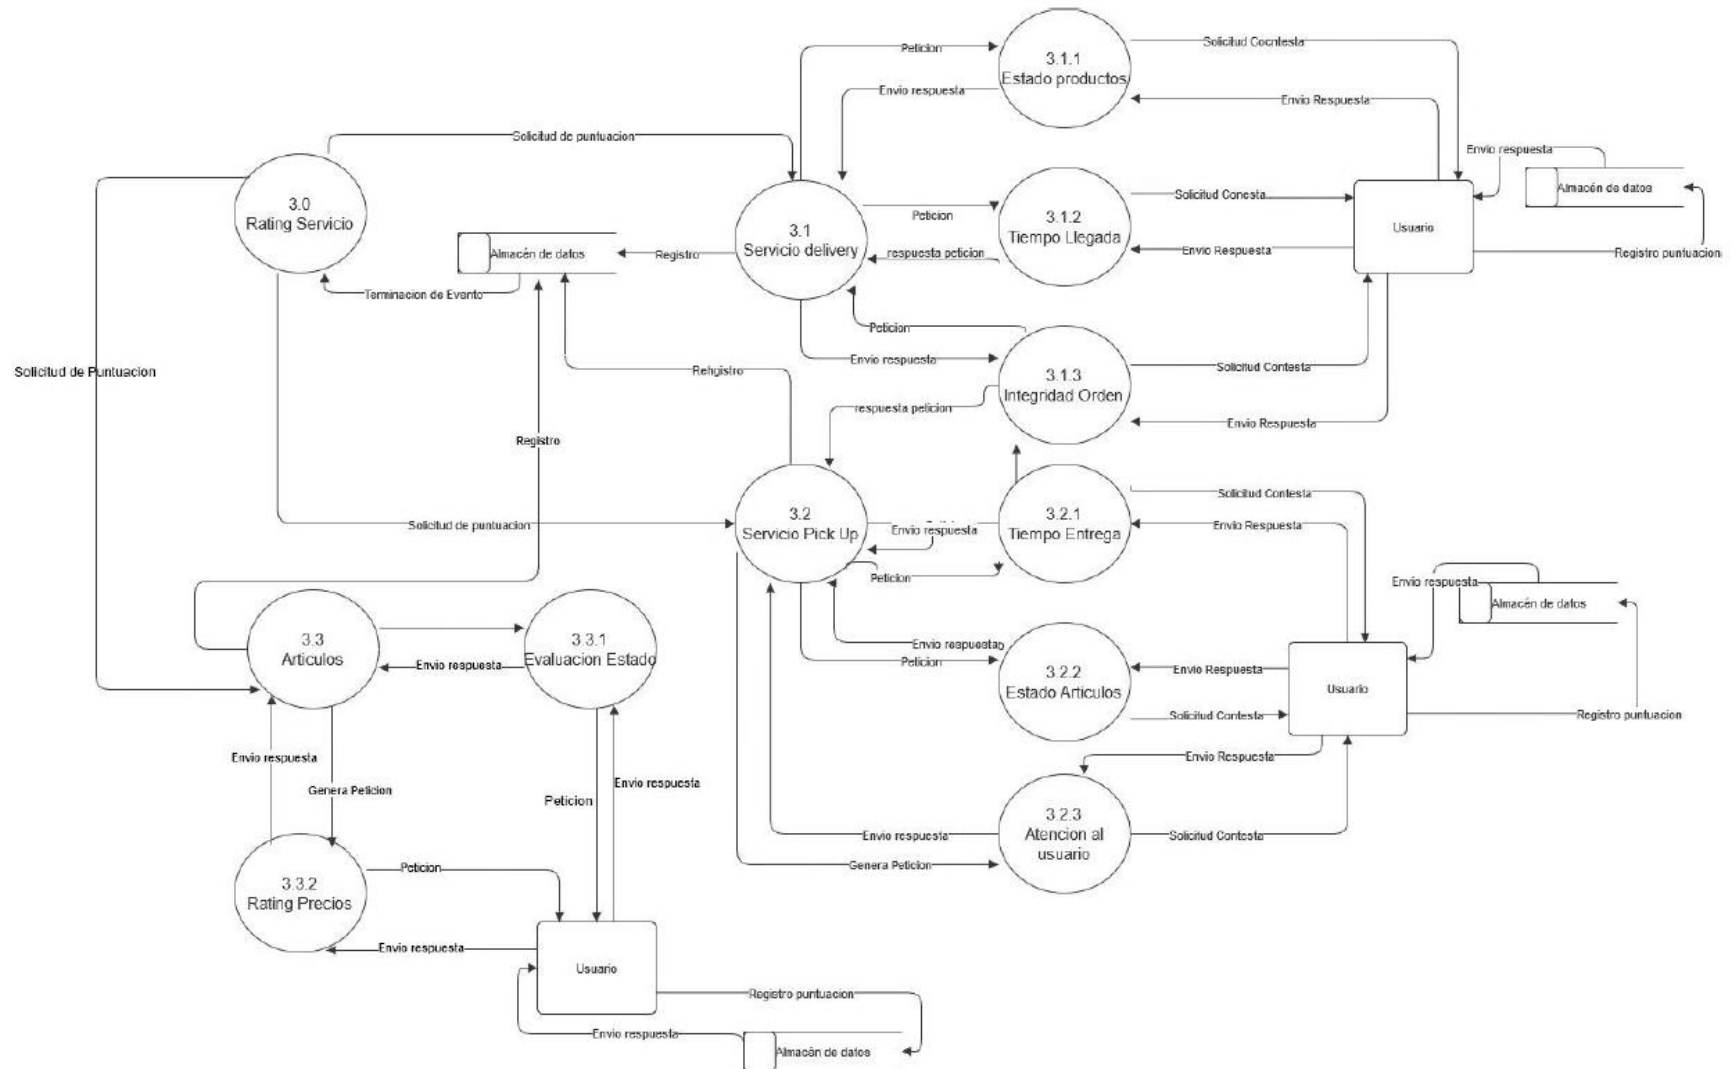 Peticion
3.1.1
Estado productos
Solicitud Cocntesta
Envio respuesta
Envio Respuesta
Solicitud de puntuacion
Envio respuesta
3.0
Rating Servicio
3.1
Servicio delivery
Peticion
3.1.2
Tiempo Llegada
Solicitud Conesta
Usuario
Almacén de datos
Almacén de datos
Registro
respuesta peticion
Envio Respuesta
Registro puntuacion
Terminacion de Evento
Peticion
Envio respuesta
Solicitud de Puntuacion
Rehgistro
3.1.3
Integridad Orden
Solicitud Contesta
respuesta peticion
Envio Respuesta
Registro
Solicitud de puntuacion
3.2
Servicio Pick Up
Envio respuesta
3.2.1
Tiempo Entrega
Solicitud Contesta
Envio Respuesta
Peticion
Envio respuesta
Almacén de datos
3.3
Articulos
3.3.1
Evaluacion Estado
Envio respuesta
Envio respuestas
Peticion
3.2.2
Estado Articulos
Envio Respuesta
Solicitud Contesta
Usuario
Registro puntuacion
Envio respuesta
Genera Peticion
Peticion
Envio respuesta
Envio Respuesta
3.2.3
Atencion al
usuario
Envio respuesta
Genera Peticion
Solicitud Contesta
3.3.2
Rating Precios
Peticion
Envio respuesta
Usuario
Registro puntuacion
Envio respuesta
Almacén de datos